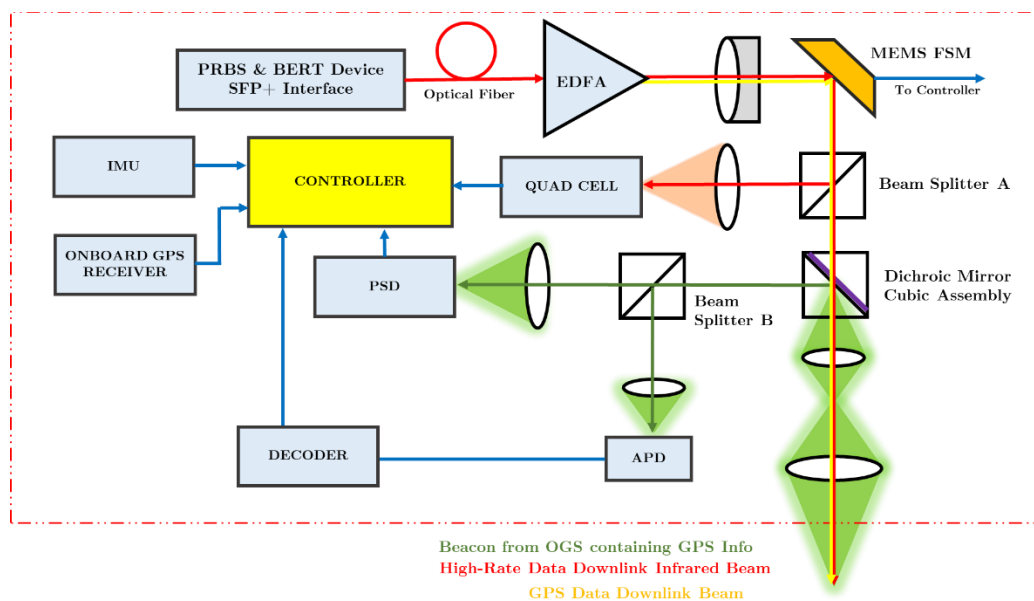 PRBS & BERT Device
SFP+ Interface
Optical Fiber
EDFA
MEMS FSM
To Controller
IMU
CONTROLLER
QUAD CELL
Beam Splitter A
ONBOARD GPS
RECEIVER
PSD
Beam
Splitter B
Dichroic Mirror
Cubic Assembly
DECODER
APD
Beacon from OGS containing GPS Info
High-Rate Data Downlink Infrared Beam
GPS Data Downlink Beam